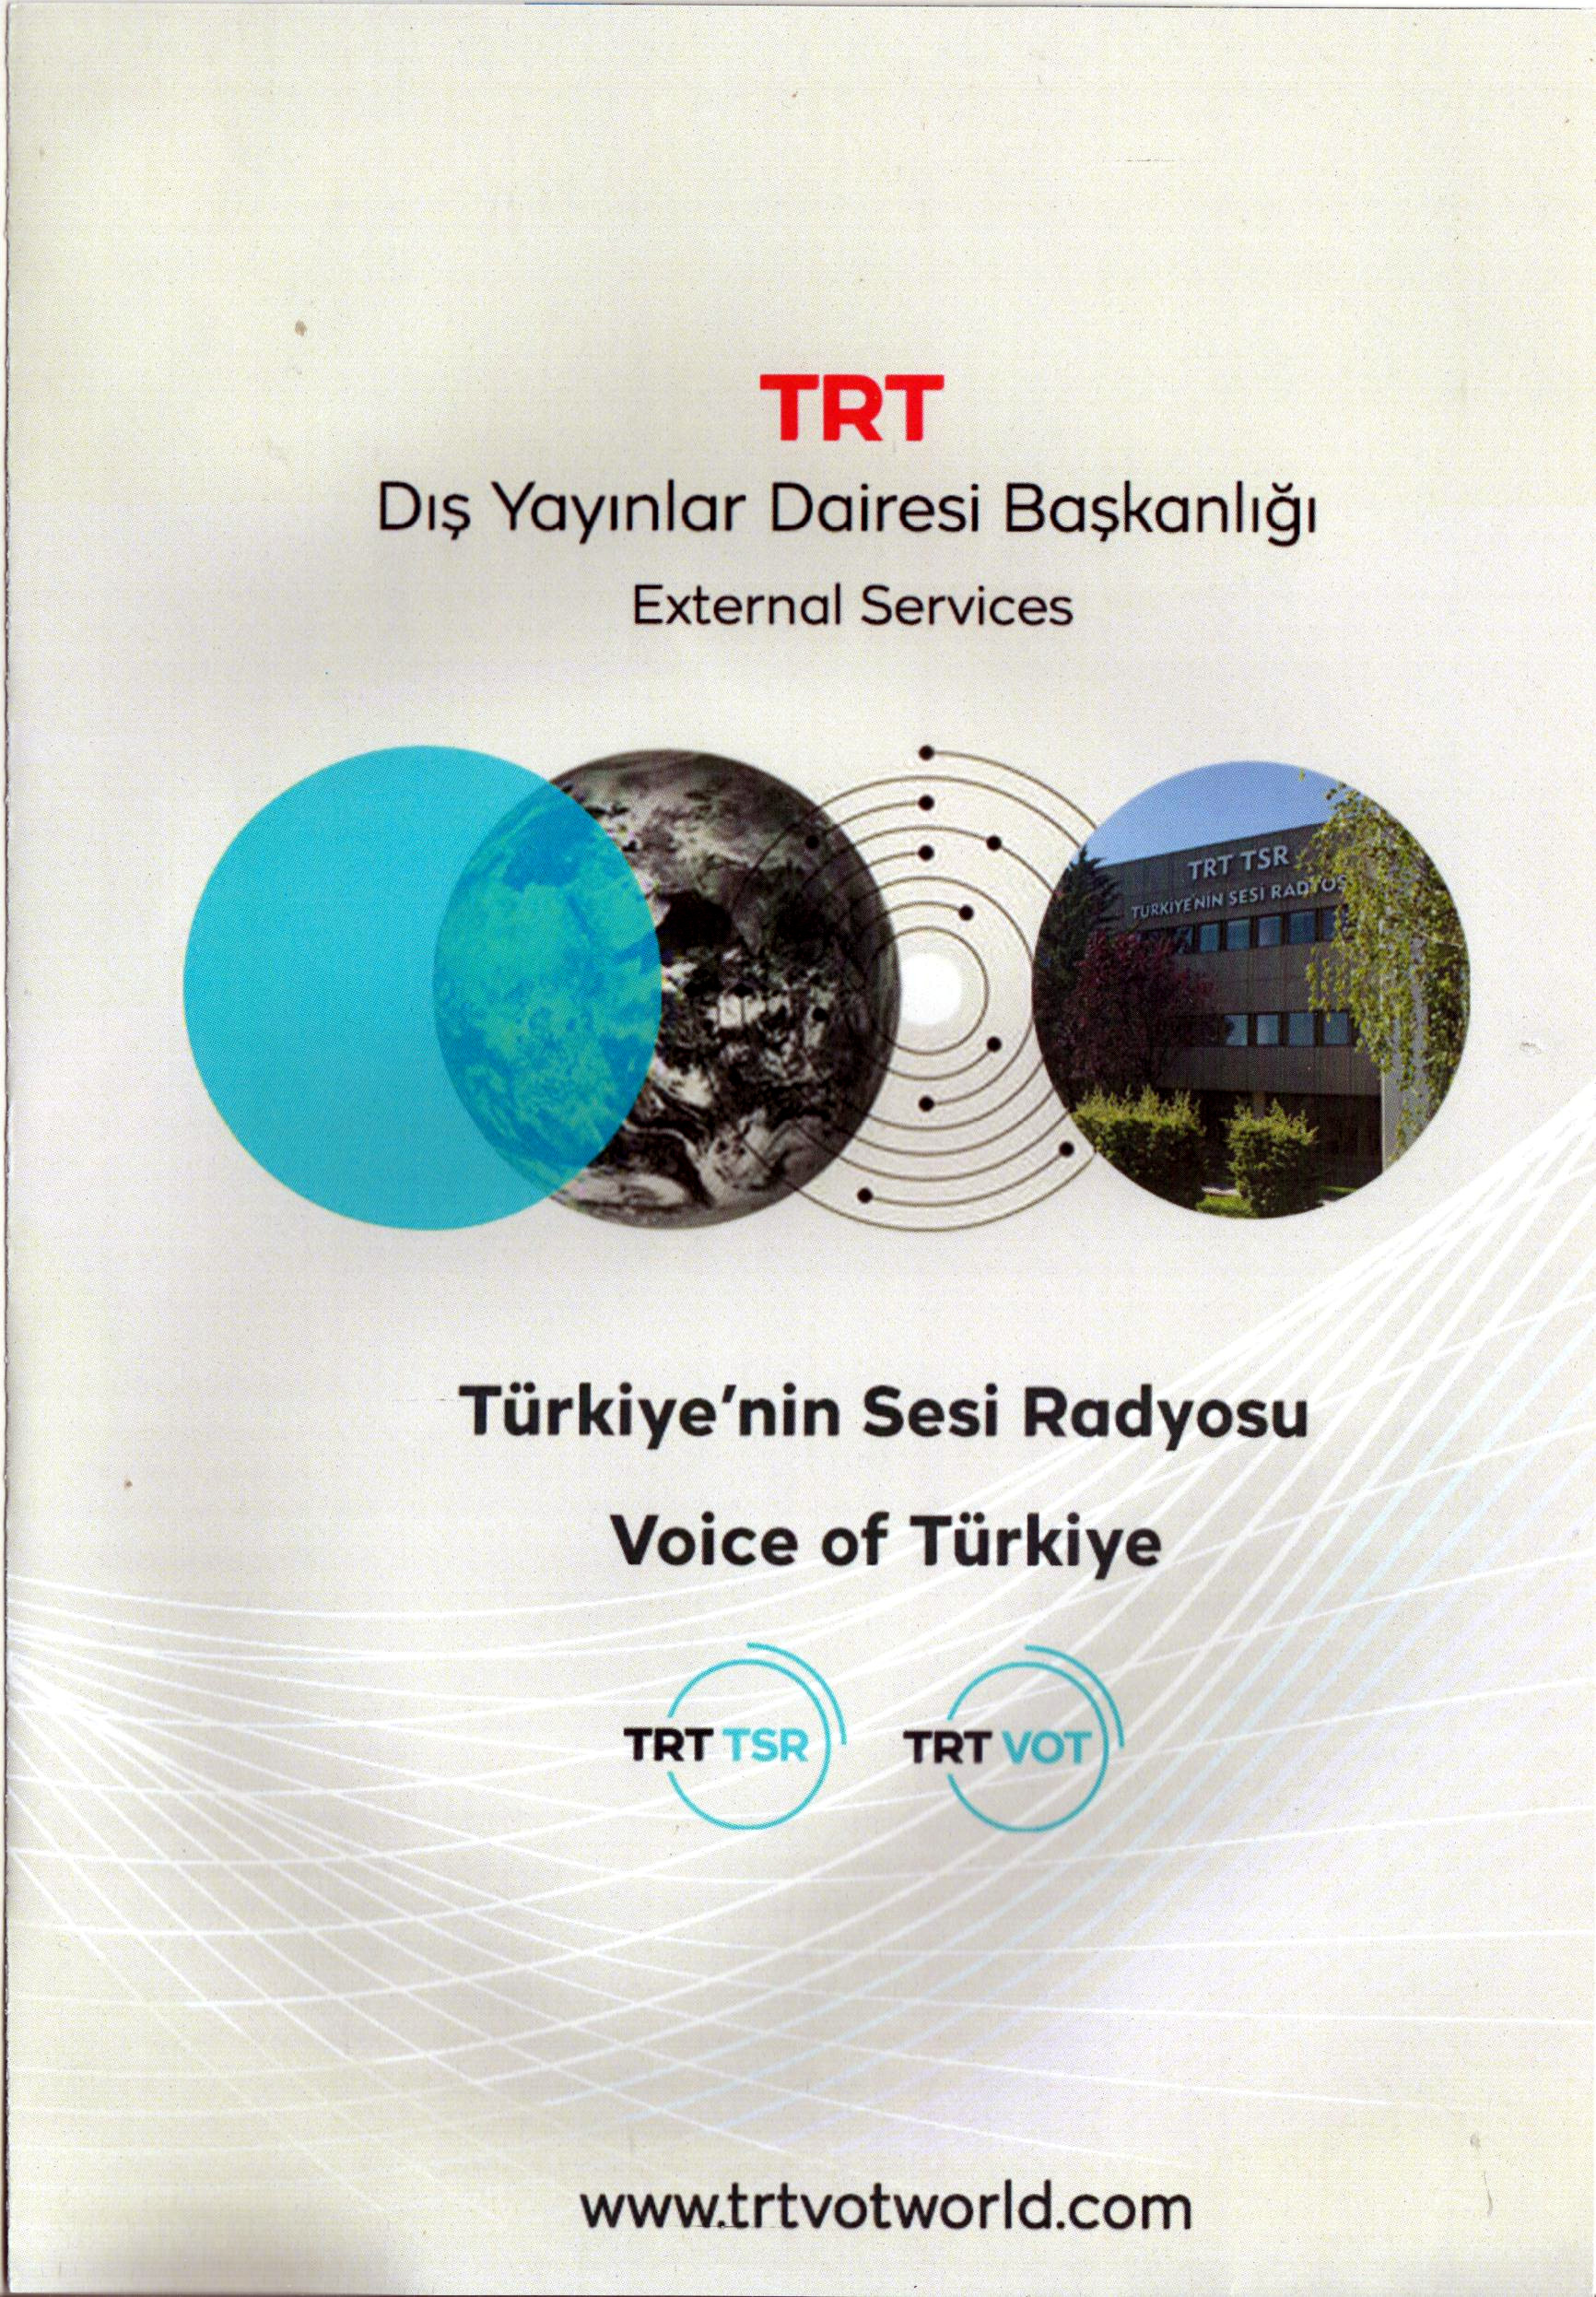 TRT
Dış Yayınlar Dairesi Başkanlığı
External Services
TRT TSR
TÜRKİYE'NİN SESİ RADYOS
Türkiye'nin Sesi Radyosu
Voice of Türkiye
TRT TSR
TRT VOT
www.trtvotworld.com